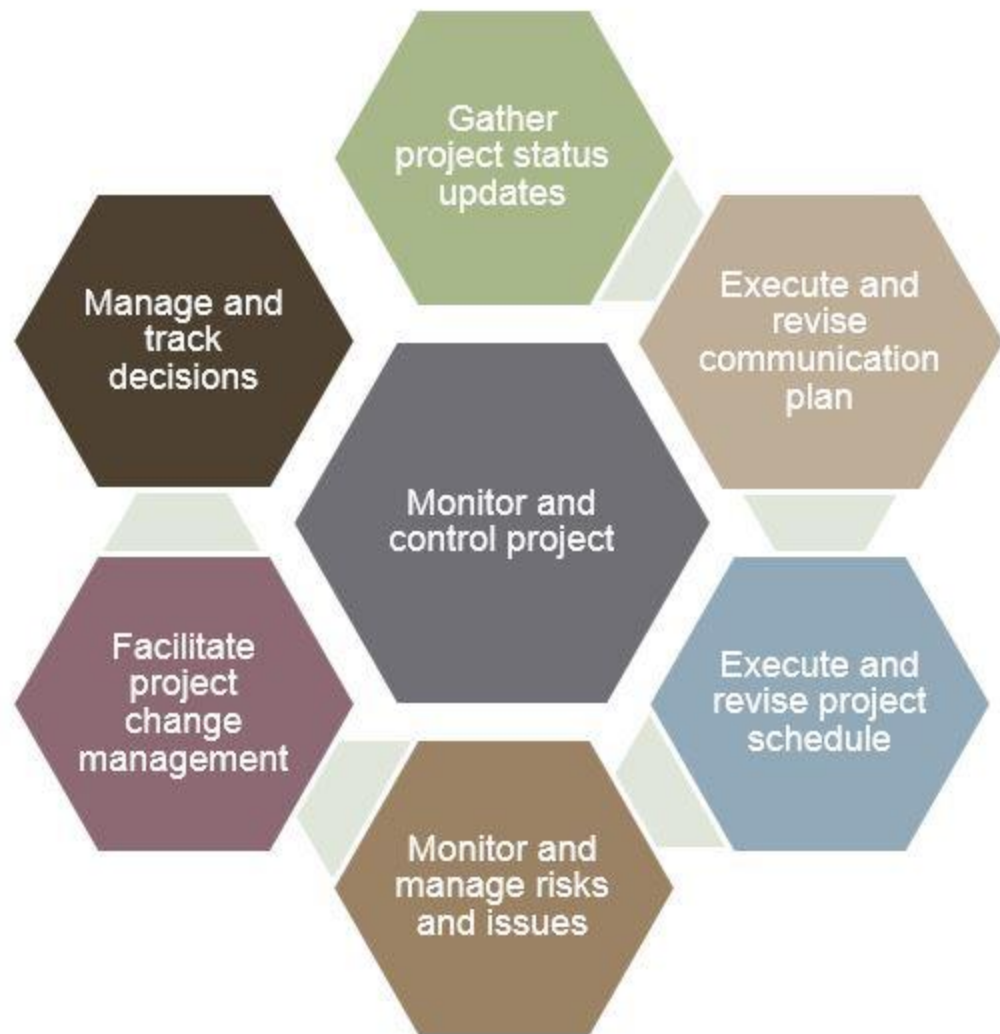 Gather
project status
updates
Execute and
revise
communication
plan
Execute and
revise project
schedule
Monitor and
manage risks
and issues
Facilitate
project
change
management
Manage and
track
decisions
Monitor and
control project